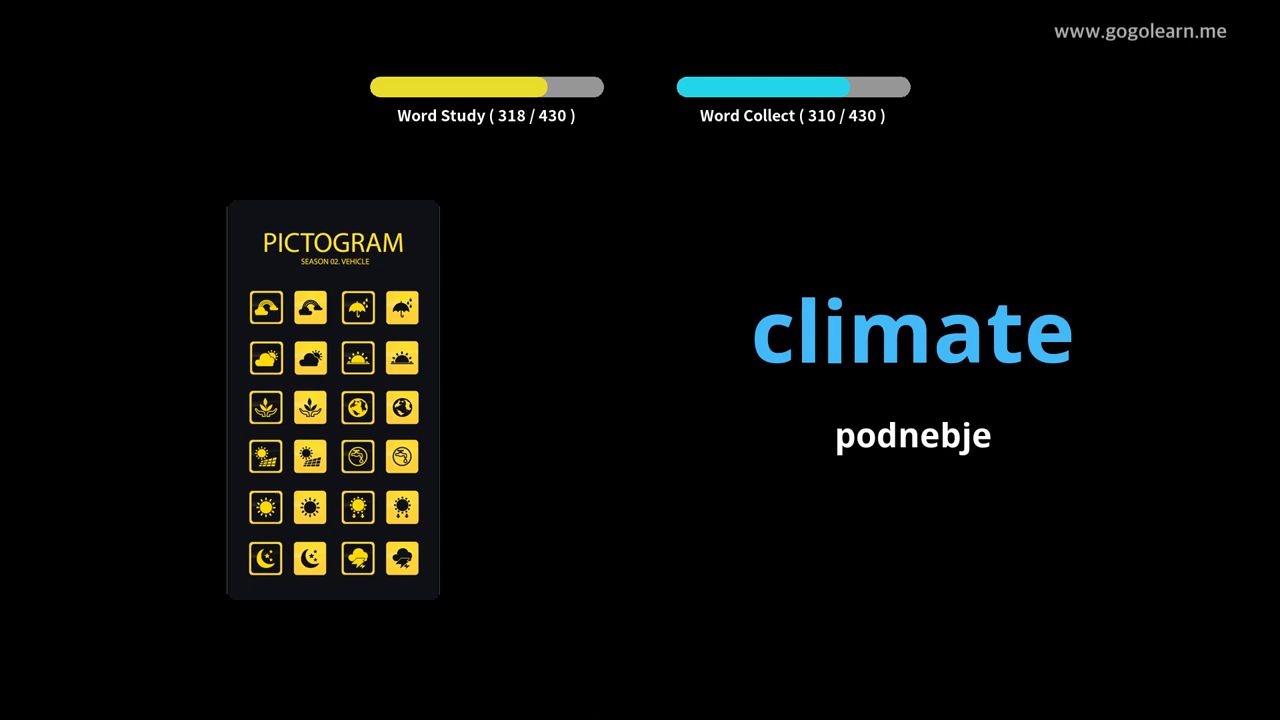 www.gogolearn.me
Word Study ( 318 / 430 )
Word Collect ( 310 / 430 )
PICTOGRAM
SEASON 02. VEHICLE
climate
podnebje